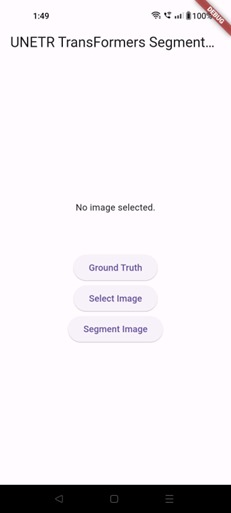 1:49
100%
DEBUG
UNETR TransFormers Segment...
No image selected.
Ground Truth
Select Image
Segment Image